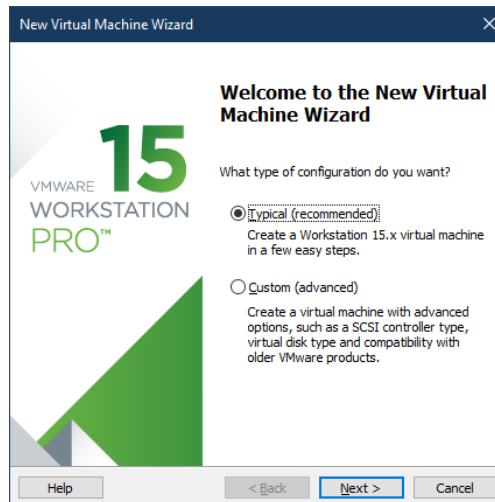 New Virtual Machine Wizard
VMWARE 15
WORKSTATION
PRO™
Welcome to the New Virtual
Machine Wizard
What type of configuration do you want?
Typical (recommended)
Create a Workstation 15.x virtual machine
in a few easy steps.
Custom (advanced)
Create a virtual machine with advanced
options, such as a SCSI controller type,
virtual disk type and compatibility with
older VMware products.
Help
< Back
Next >
Cancel